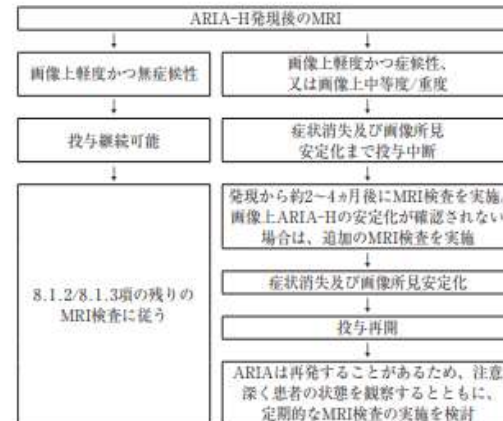 ARIA-H発現後のMRI
画像上軽度かつ無症候性
投与継続可能
8.1.2/8.1.3項の残りの
MRI検査に従う
画像上軽度かつ症候性、
又は画像上中等度/重度
症状消失及び画像所見
安定化まで投与中断
発現から約2〜4ヵ月後にMRI検査を実施。
画像上ARIA-Hの安定化が確認されない
場合は、追加のMRI検査を実施
症状消失及び画像所見安定化
投与再開
ARIAは再発することがあるため、注意
深く患者の状態を観察するとともに、
定期的なMRI検査の実施を検討